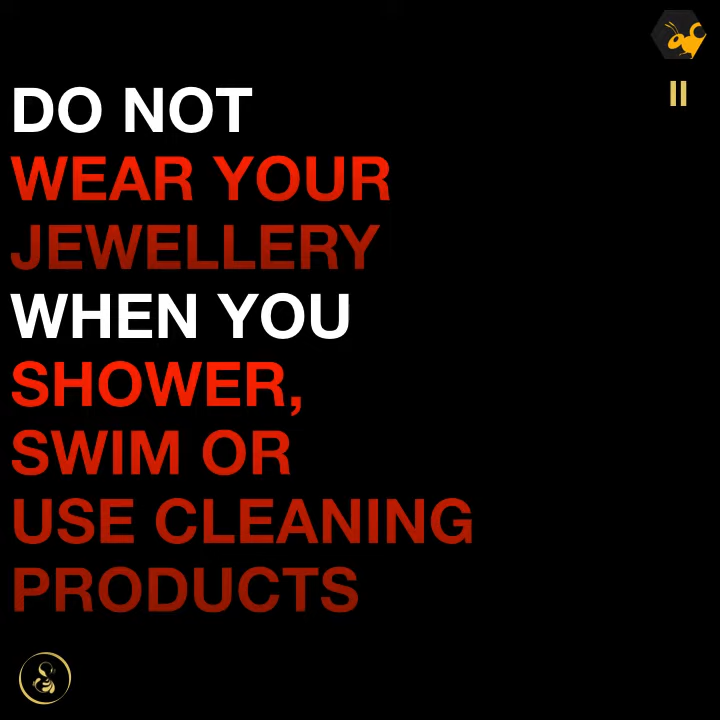 DO NOT
WEAR YOUR
JEWELLERY
WHEN YOU
SHOWER,
SWIM OR
USE CLEANING
PRODUCTS